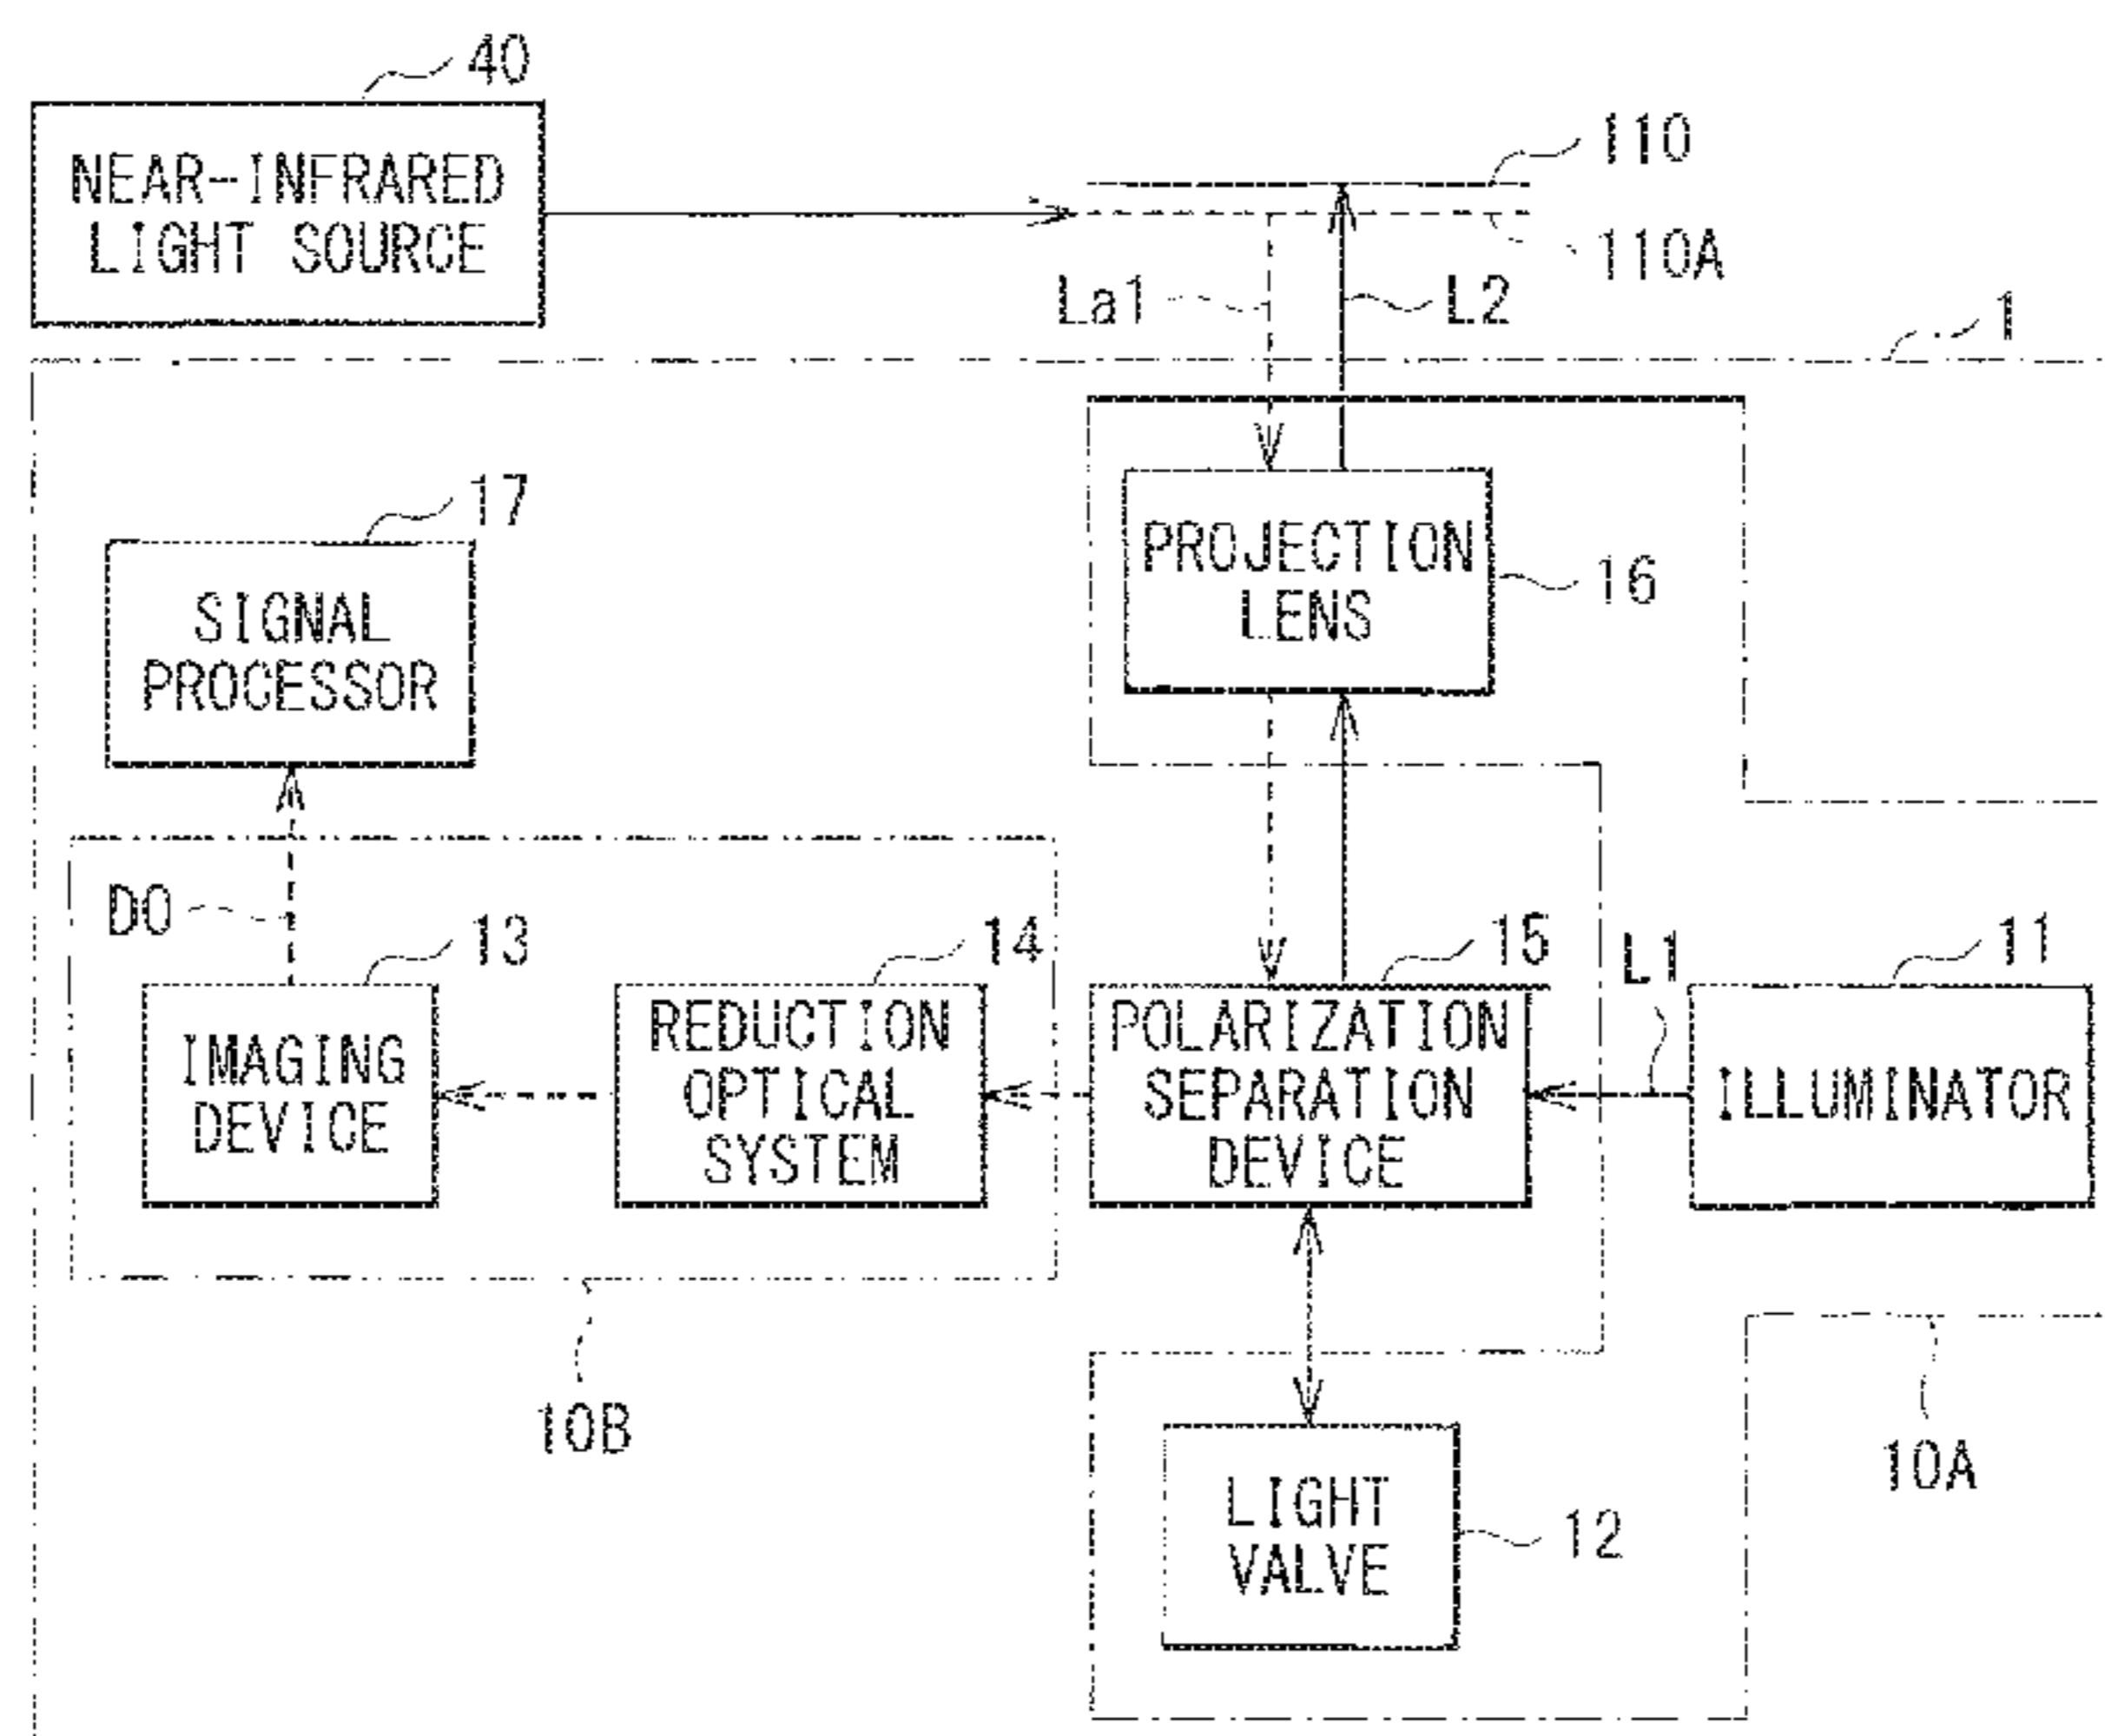 40
NEAR-INFRARED
LIGHT SOURCE
110
110A
La1
L2
1
17
SIGNAL
PROCESSOR
PROJECTION
LENS
16
D0
13
14
15
L1
11
IMAGING
DEVICE
REDUCTION
OPTICAL
SYSTEM
POLARIZATION
SEPARATION
DEVICE
ILLUMINATOR
10B
10A
LIGHT
VALVE
12